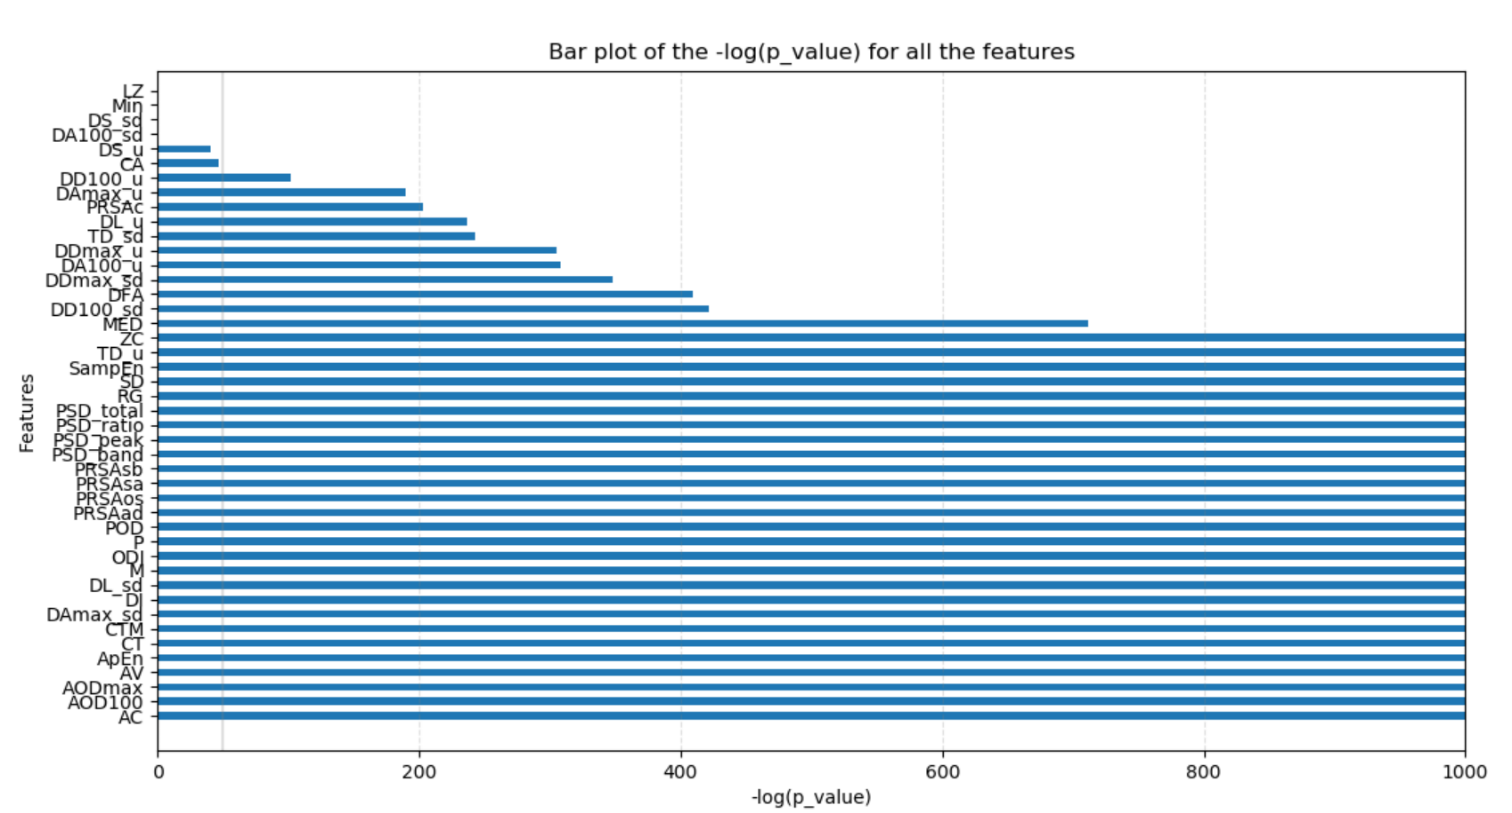 Bar plot of the -log(p_value) for all the features
LZ
Min
DS_sd
DA100_sd
DS_u
CA
DD100_u
DAmax_u
PRSAc
DL_u
TD_sd
DDmax_u
DA100_u
DDmax_sd
DFA
DD100_sd
MED
ZC
TD_u
SampEn
SD
RG
PSD_total
PSD_ratio
PSD_peak
PSD_band
PRSAsb
PRSAsa
PRSAos
PRSAad
POD
P
ODI
M
DL_sd
DI
DAmax_sd
CTM
CT
ApEn
AV
AODmax
AOD100
AC
Features
0 200 400 600 800 1000
-log(p_value)